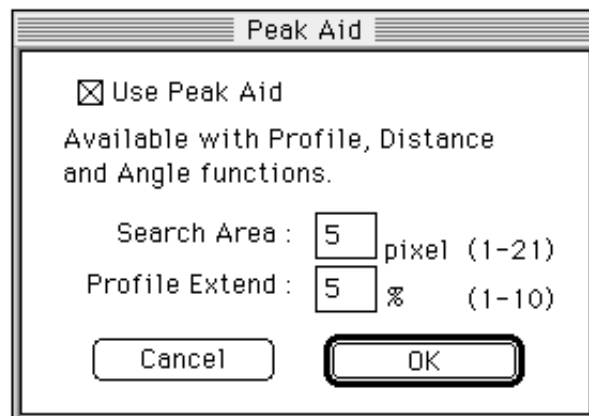 Peak Aid
Use Peak Aid
Available with Profile, Distance
and Angle functions.
Search Area : 5 pixel (1-21)
Profile Extend : 5 % (1-10)
Cancel OK